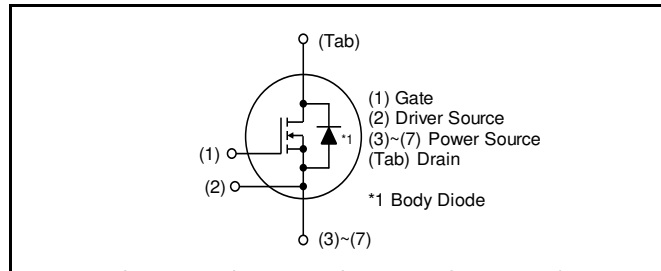 (Tab)
(1) Gate
(2) Driver Source
(3)~(7) Power Source
(Tab) Drain
*1
(1)
(2)
*1 Body Diode
(3)~(7)